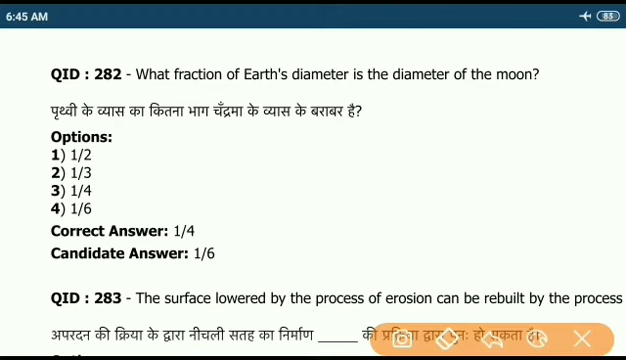 6:45 AM
83
QID : 282 - What fraction of Earth's diameter is the diameter of the moon?
पृथ्वी के व्यास का कितना भाग चँद्रमा के व्यास के बराबर है?
Options:
1) 1/2
2) 1/3
3) 1/4
4) 1/6
Correct Answer: 1/4
Candidate Answer: 1/6
QID : 283 - The surface lowered by the process of erosion can be rebuilt by the process
अपरदन की क्रिया के द्वारा नीचली सतह का निर्माण ______ की